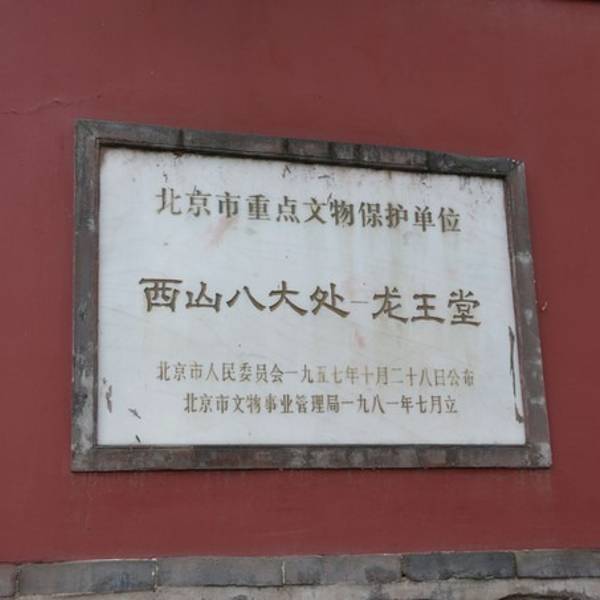 北京市重点文物保护单位
西山八大处—龙王堂
北京市人民委员会一九五七年十月二十八日公布
北京市文物事业管理局一九八一年七月立